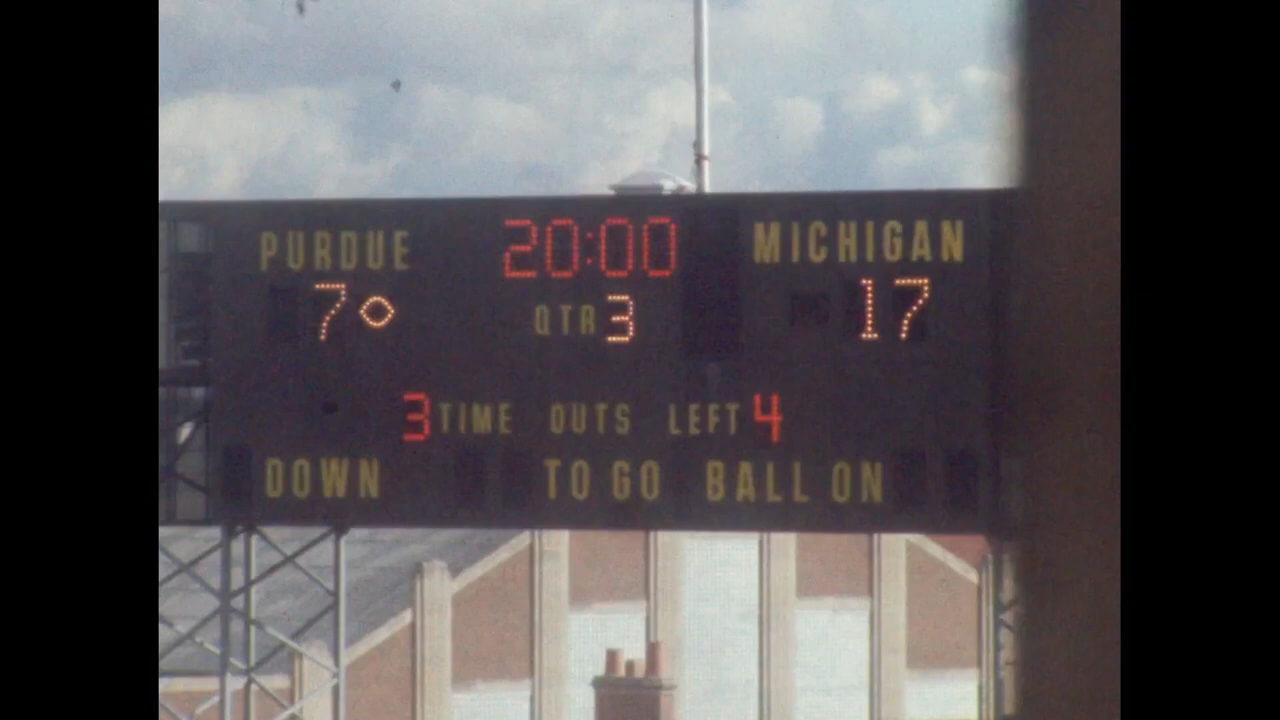 PURDUE 20:00 MICHIGAN
7 QTR 3 17
3 TIME OUTS LEFT 4
DOWN TO GO BALL ON